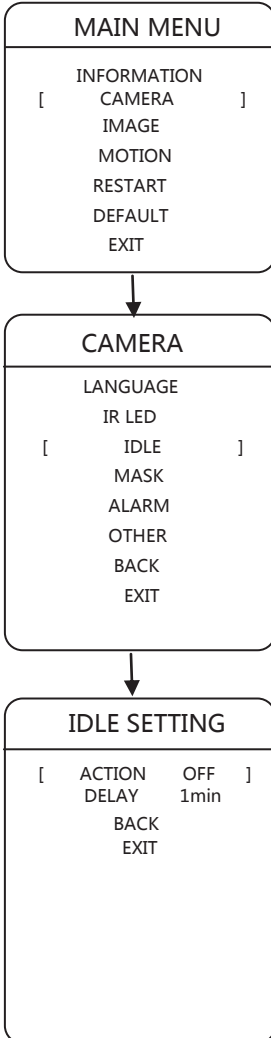 MAIN MENU
INFORMATION
[ CAMERA ]
IMAGE
MOTION
RESTART
DEFAULT
EXIT
CAMERA
LANGUAGE
IR LED
[ IDLE ]
MASK
ALARM
OTHER
BACK
EXIT
IDLE SETTING
[ ACTION OFF ]
DELAY 1min
BACK
EXIT